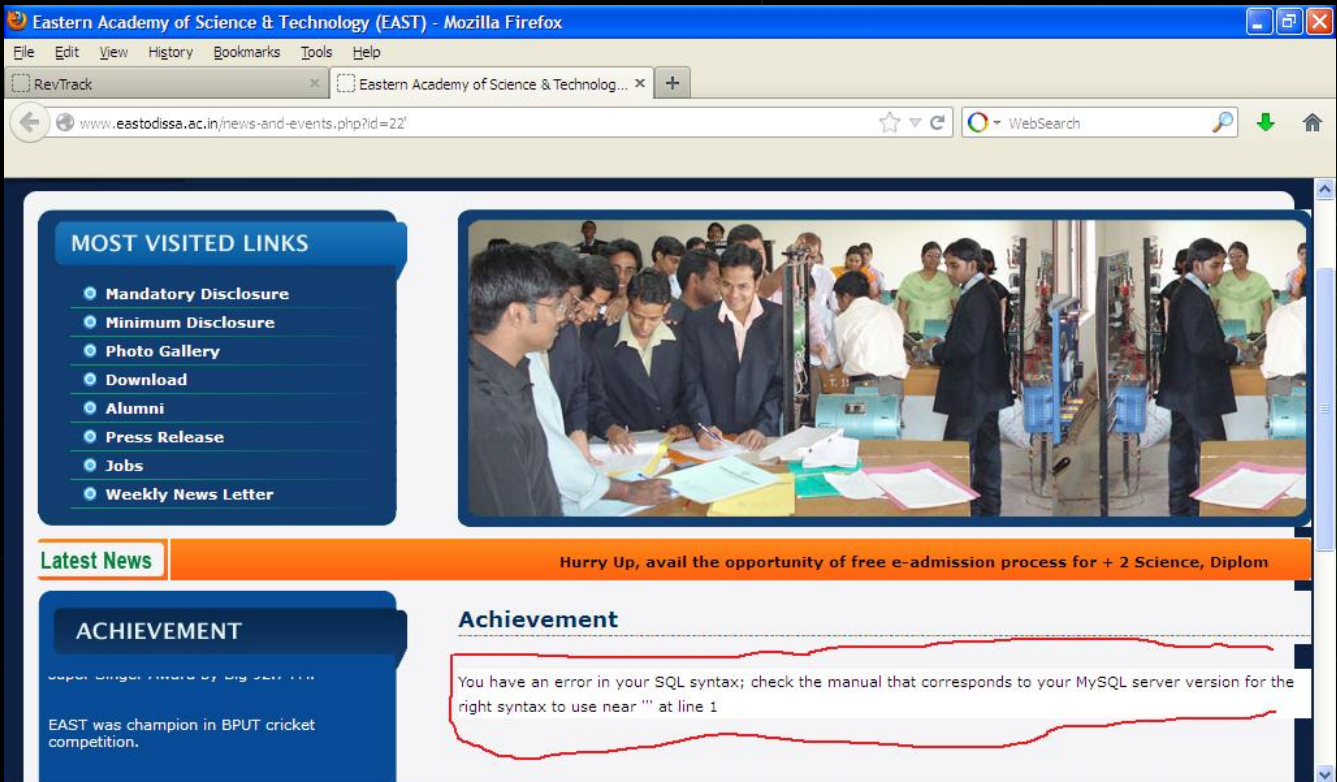 Eastern Academy of Science & Technology (EAST) - Mozilla Firefox
File Edit View History Bookmarks Tools Help
RevTrack
Eastern Academy of Science & Technolog...
www.eastodissa.ac.in/news-and-events.php?id=22'
WebSearch
MOST VISITED LINKS
Mandatory Disclosure
Minimum Disclosure
Photo Gallery
Download
Alumni
Press Release
Jobs
Weekly News Letter
Latest News
Hurry Up, avail the opportunity of free e-admission process for + 2 Science, Diplom
ACHIEVEMENT
EAST was champion in BPUT cricket
competition.
Achievement
You have an error in your SQL syntax; check the manual that corresponds to your MySQL server version for the
right syntax to use near ''' at line 1